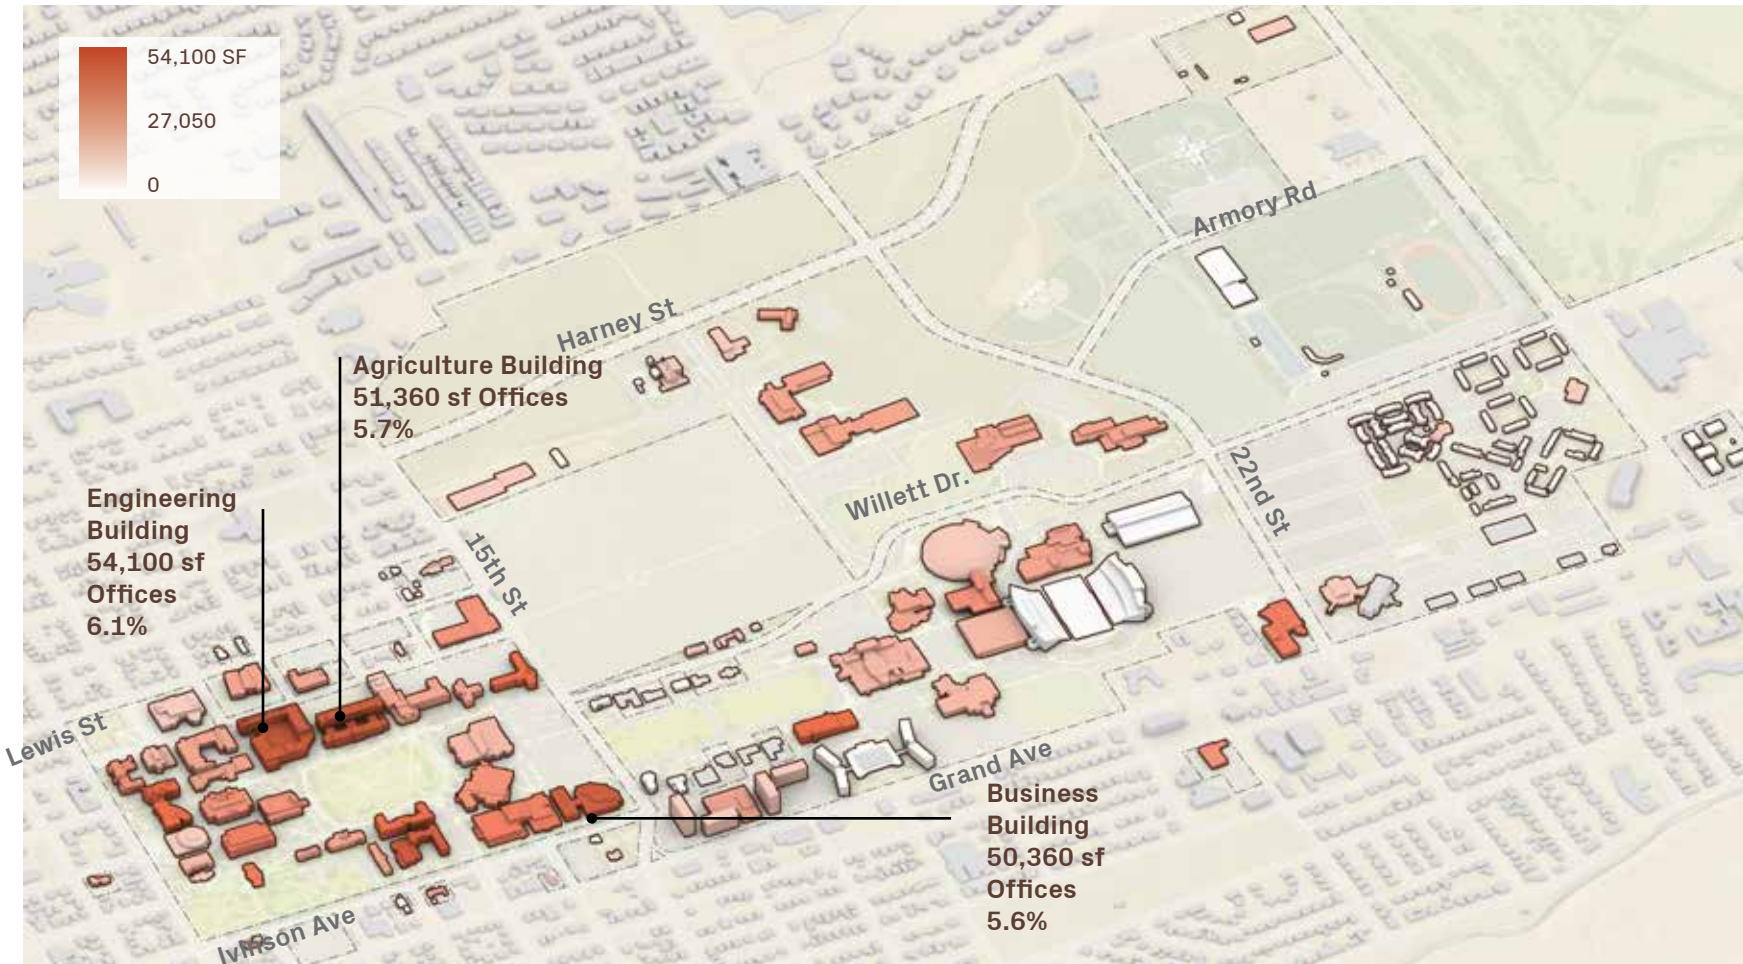 54,100 SF
27,050
0
Armory Rd
Harney St
Agriculture Building
51,360 sf Offices
5.7%
Engineering
Building
54,100 sf
Offices
6.1%
Willett Dr.
22nd St
15th St
Lewis St
Grand Ave
Business
Building
50,360 sf
Offices
5.6%
Ivinson Ave